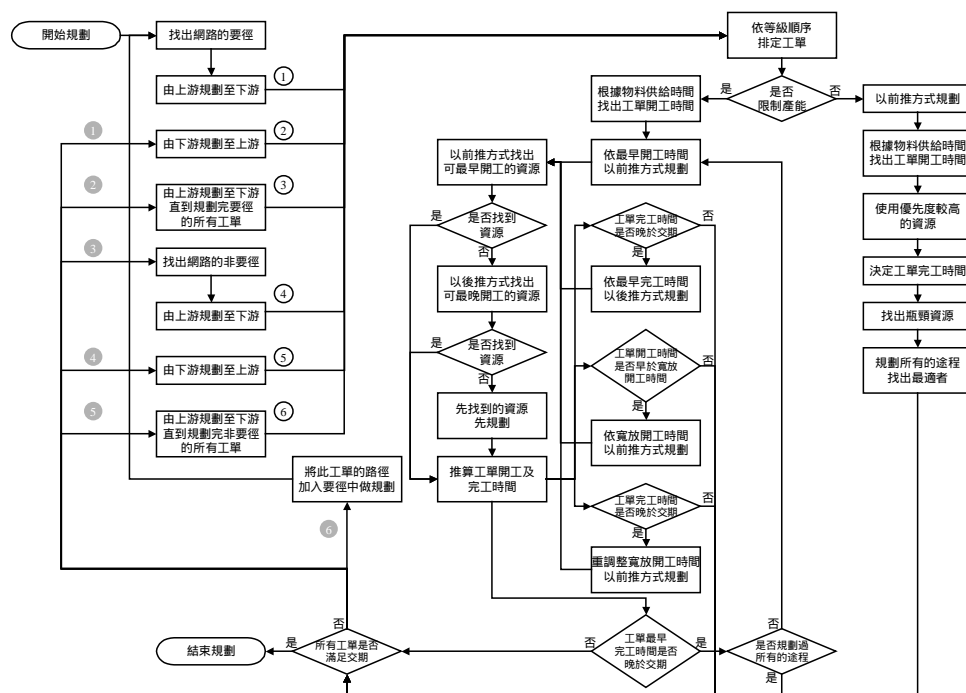 開始規劃
找出網路的要徑
由上游規劃至下游
1
1
由下游規劃至上游
2
2
由上游規劃至下游
直到規劃完要徑
的所有工單
3
3
找出網路的非要徑
由上游規劃至下游
4
4
由下游規劃至上游
5
5
由上游規劃至下游
直到規劃完非要徑
的所有工單
6
將此工單的路徑
加入要徑中做規劃
6
否
所有工單是否
滿足交期
是
結束規劃
依等級順序
排定工單
是否
限制產能
是
否
根據物料供給時間
找出工單開工時間
依最早開工時間
以前推方式規劃
以前推方式找出
可最早開工的資源
是否找到
資源
是
否
以後推方式找出
可最晚開工的資源
是否找到
資源
是
否
先找到的資源
先規劃
推算工單開工及
完工時間
工單完工時間
是否晚於交期
否
是
依最早完工時間
以後推方式規劃
工單開工時間
是否早於寬放
開工時間
否
是
依寬放開工時間
以前推方式規劃
工單完工時間
是否晚於交期
否
是
重調整寬放開工時間
以前推方式規劃
工單最早
完工時間是否
晚於交期
否
是
是否規劃過
所有的途程
否
是
以前推方式規劃
根據物料供給時間
找出工單開工時間
使用優先度較高
的資源
決定工單完工時間
找出瓶頸資源
規劃所有的途程
找出最適者